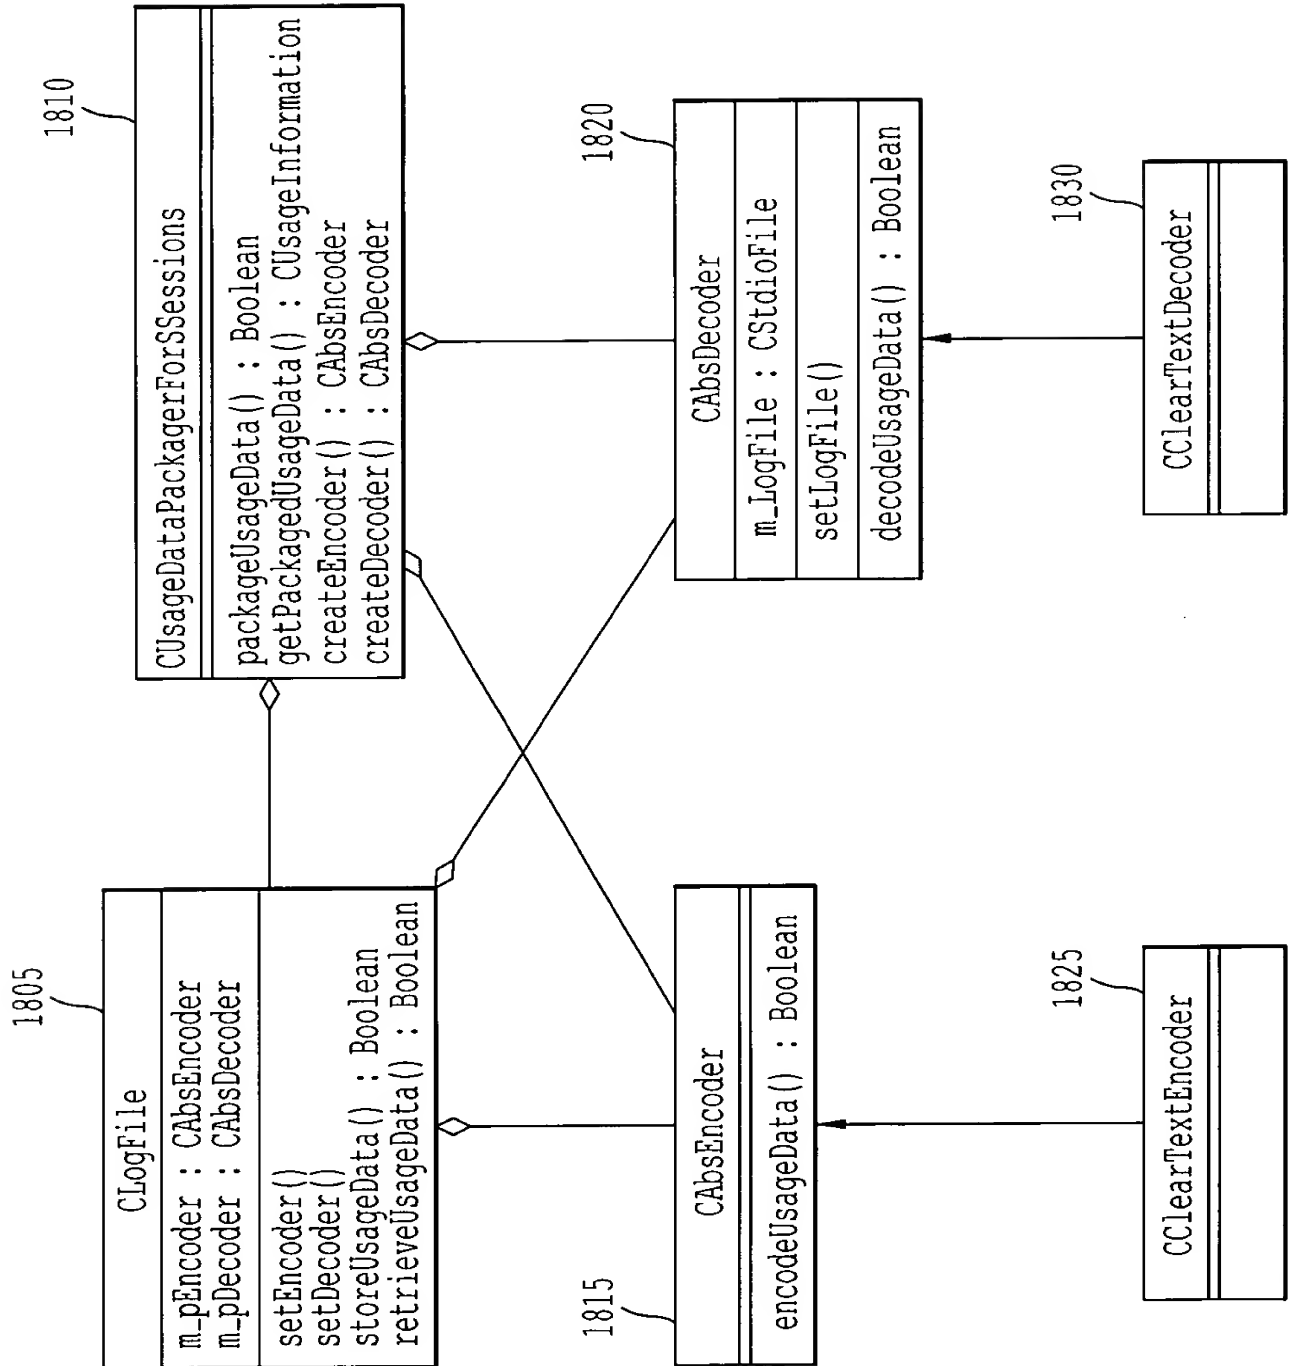 1805
CLogFile
m_pEncoder : CAbsEncoder
m_pDecoder : CAbsDecoder
setEncoder()
setDecoder()
storeUsageData() : Boolean
retrieveUsageData() : Boolean
1810
CUsageDataPackagerForSSessions
packageUsageData() : Boolean
getPackagedUsageData() : CUsageInformation
createEncoder() : CAbsEncoder
createDecoder() : CAbsDecoder
1815
CAbsEncoder
encodeUsageData() : Boolean
1820
CAbsDecoder
m_LogFile : CStdioFile
setLogFile()
decodeUsageData() : Boolean
1825
CClearTextEncoder
1830
CClearTextDecoder